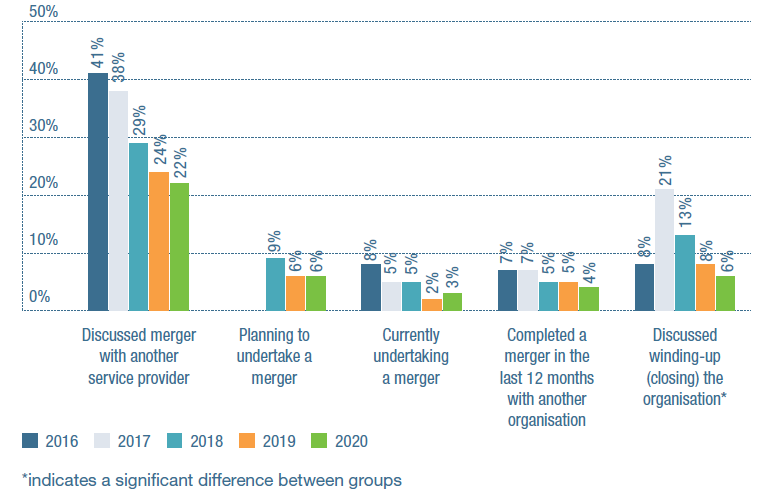 50%
40%
30%
20%
10%
0%
41%
38%
29%
24%
22%
9%
6%
6%
8%
5%
5%
2%
3%
7%
7%
5%
5%
4%
8%
21%
13%
8%
6%
Discussed merger
with another
service provider
Planning to
undertake a
merger
Currently
undertaking
a merger
Completed a
merger in the
last 12 months
with another
organisation
Discussed
winding-up
(closing) the
organisation*
2016 2017 2018 2019 2020
*indicates a significant difference between groups